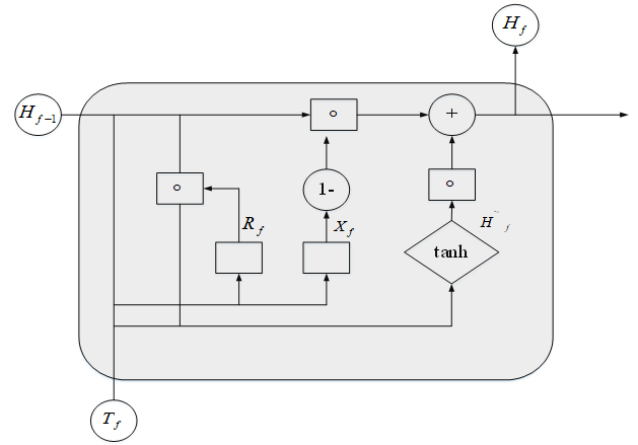 H_f
H_{f-1}
+
1-
R_f
X_f
H̃_f
tanh
T_f